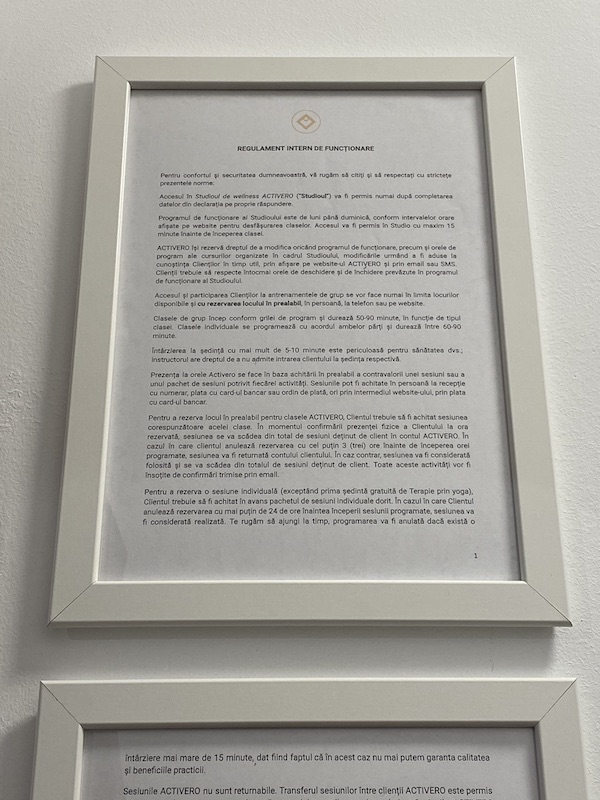 REGULAMENT INTERN DE FUNCȚIONARE
Pentru confortul și securitatea dumneavoastră, vă rugăm să citiți și să respectați cu strictețe
prezentele norme:
Accesul în Studioul de wellness ACTIVERO ("Studioul") va fi permis numai după completarea
datelor din declarația pe proprie răspundere.
Programul de funcționare al Studioului este de luni până duminică, conform intervalelor orare
afișate pe website pentru desfășurarea claselor. Accesul va fi permis în Studio cu maxim 15
minute înainte de începerea clasei.
ACTIVERO își rezervă dreptul de a modifica oricând programul de funcționare, precum și orele de
program ale cursurilor organizate în cadrul Studioului, modificările urmând a fi aduse la
cunoștința Clienților în timp util, prin afișare pe website-ul ACTIVERO și prin email sau SMS.
Clienții trebuie să respecte întocmai orele de deschidere și de închidere prevăzute în programul
de funcționare al Studioului.
Accesul și participarea Clienților la antrenamentele de grup se vor face numai în limita locurilor
disponibile și cu rezervarea locului în prealabil, în persoană, la telefon sau pe website.
Clasele de grup încep conform grilei de program și durează 50-90 minute, în funcție de tipul
clasei. Clasele individuale se programează cu acordul ambelor părți și durează între 60-90
minute.
Întârzierea la ședință cu mai mult de 5-10 minute este periculoasă pentru sănătatea dvs.;
instructorul are dreptul de a nu admite intrarea clientului la ședința respectivă.
Prezența la orele Activero se face în baza achitării în prealabil a contravalorii unei sesiuni sau a
unui pachet de sesiuni potrivit fiecărei activități. Sesiunile pot fi achitate în persoană la recepție
cu numerar, plata cu card-ul bancar sau ordin de plată, ori prin intermediul website-ului, prin plata
cu card-ul bancar.
Pentru a rezerva locul în prealabil pentru clasele ACTIVERO, Clientul trebuie să fi achitat sesiunea
corespunzătoare acelei clase. În momentul confirmării prezenței fizice a Clientului la ora
rezervată, sesiunea se va scădea din total de sesiuni deținut de client în contul ACTIVERO. În
cazul în care clientul anulează rezervarea cu cel puțin 3 (trei) ore înainte de începerea orei
programate, sesiunea va fi returnată contului clientului. În caz contrar, sesiunea va fi considerată
folosită și se va scădea din totalul de sesiuni deținut de client. Toate aceste activități vor fi
însoțite de confirmări trimise prin email.
Pentru a rezerva o sesiune individuală (exceptând prima ședintă gratuită de Terapie prin yoga),
Clientul trebuie să fi achitat în avans pachetul de sesiuni individuale dorit. În cazul în care Clientul
anulează rezervarea cu mai puțin de 24 de ore înaintea începerii sesiunii programate, sesiunea va
fi considerată realizată. Te rugăm să ajungi la timp, programarea va fi anulată dacă există o
1
întârziere mai mare de 15 minute, dat fiind faptul că în acest caz nu mai putem garanta calitatea
și beneficiile practicii.
Sesiunile ACTIVERO nu sunt returnabile. Transferul sesiunilor între clienții ACTIVERO este permis